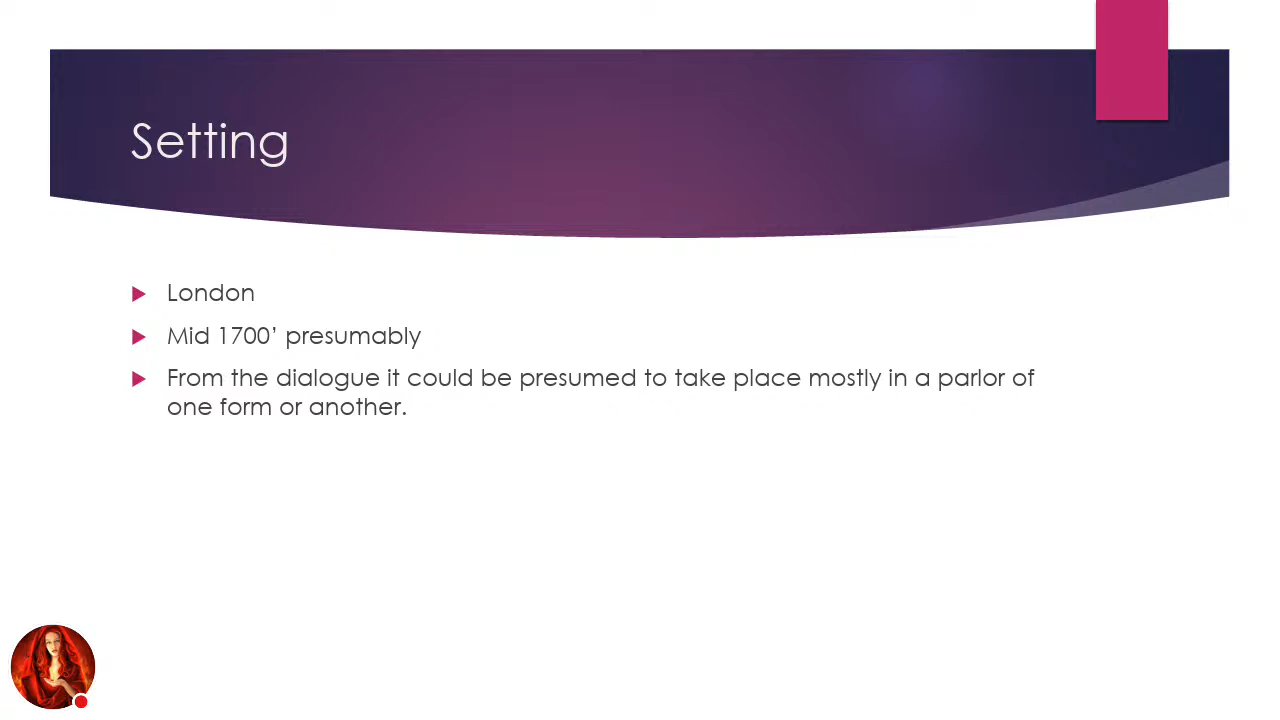 Setting
London
Mid 1700’ presumably
From the dialogue it could be presumed to take place mostly in a parlor of
one form or another.